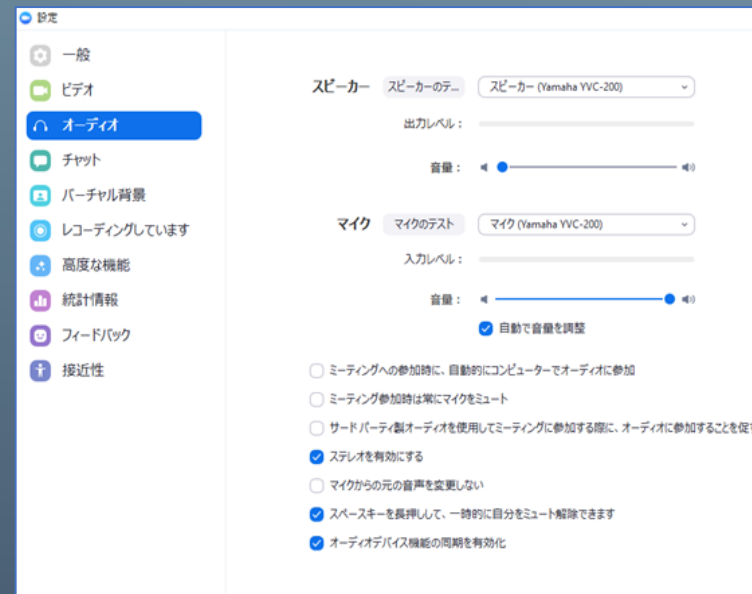 設定
一般
ビデオ
オーディオ
チャット
バーチャル背景
レコーディングしています
高度な機能
統計情報
フィードバック
接近性
スピーカー スピーカーのテ... スピーカー (Yamaha YVC-200)
出力レベル：
音量：
マイク マイクのテスト マイク (Yamaha YVC-200)
入力レベル：
音量：
自動で音量を調整
ミーティングへの参加時に、自動的にコンピューターでオーディオに参加
ミーティング参加時は常にマイクをミュート
サード パーティ製オーディオを使用してミーティングに参加する際に、オーディオに参加することを促
ステレオを有効にする
マイクからの元の音声を変更しない
スペースキーを長押しして、一時的に自分をミュート解除できます
オーディオデバイス機能の同期を有効化